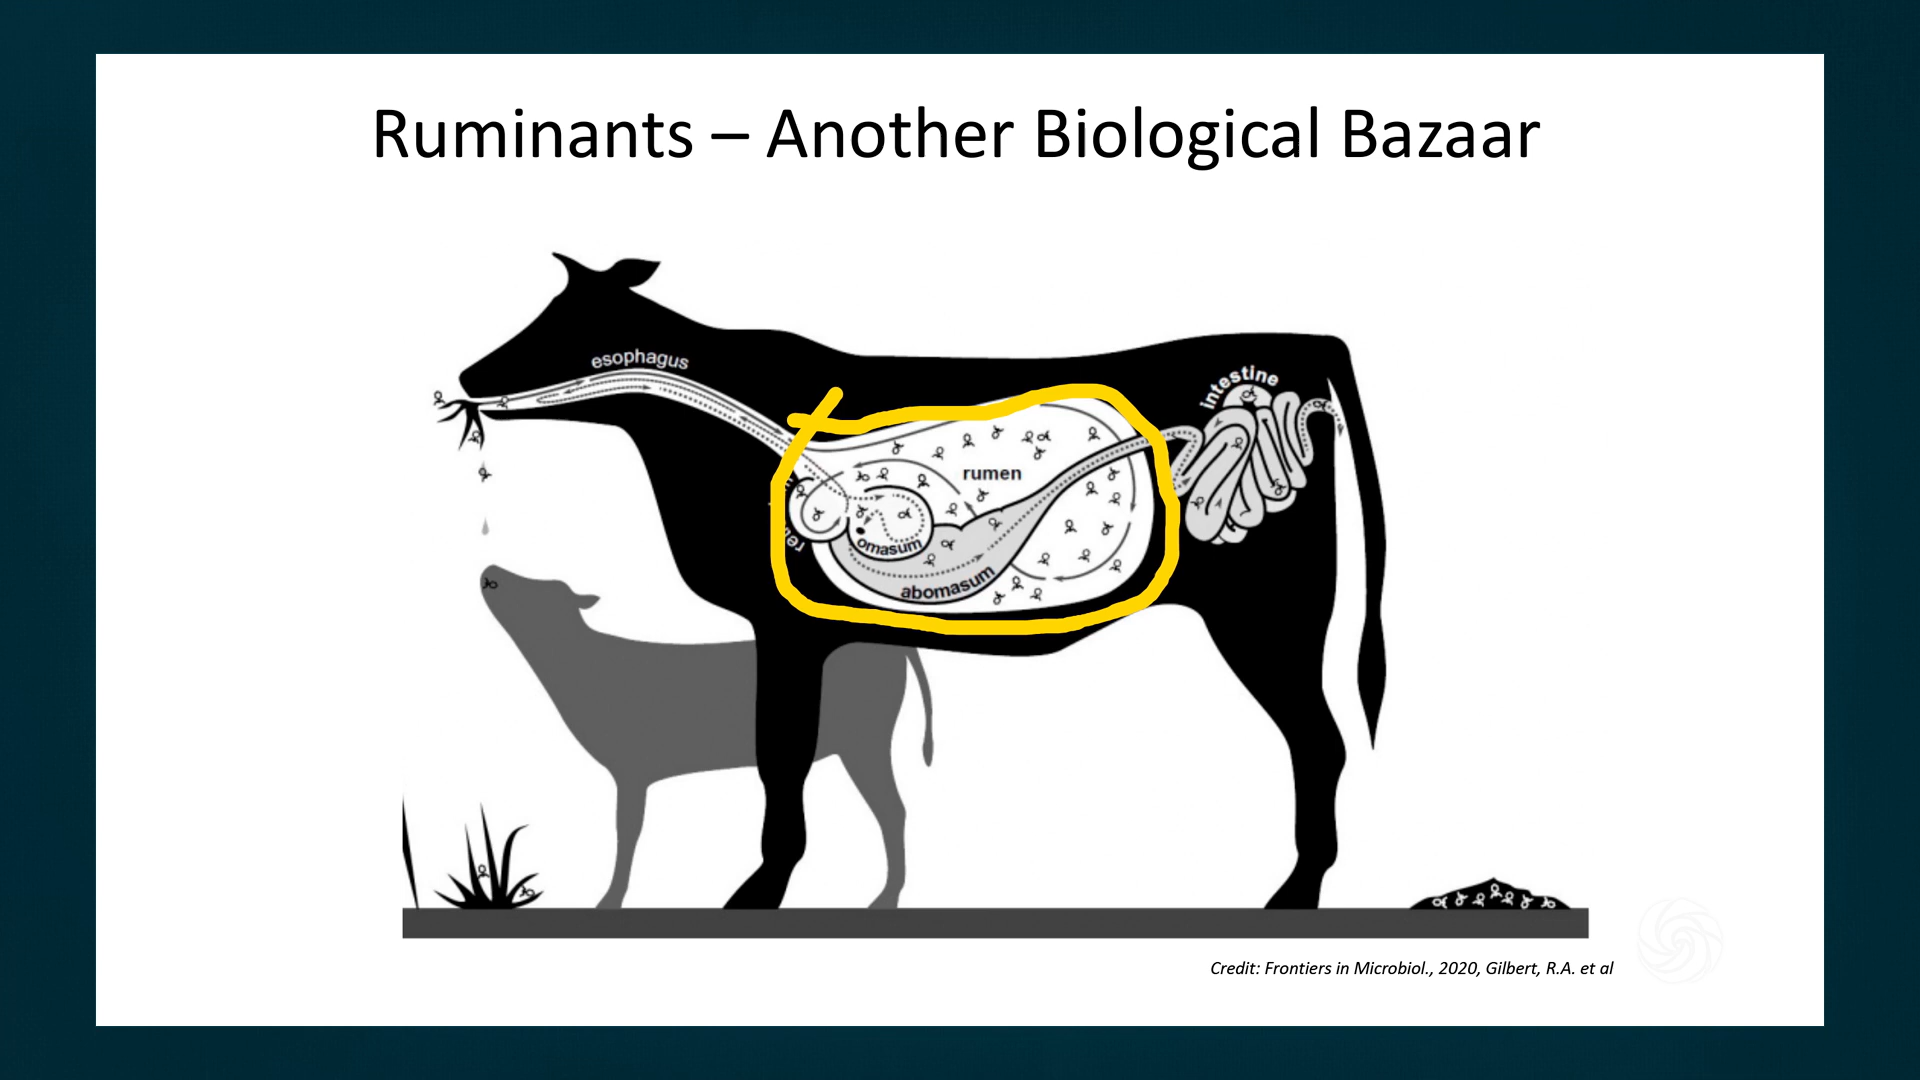 Ruminants – Another Biological Bazaar
esophagus
intestine
rumen
omasum
abomasum
Credit: Frontiers in Microbiol., 2020, Gilbert, R.A. et al